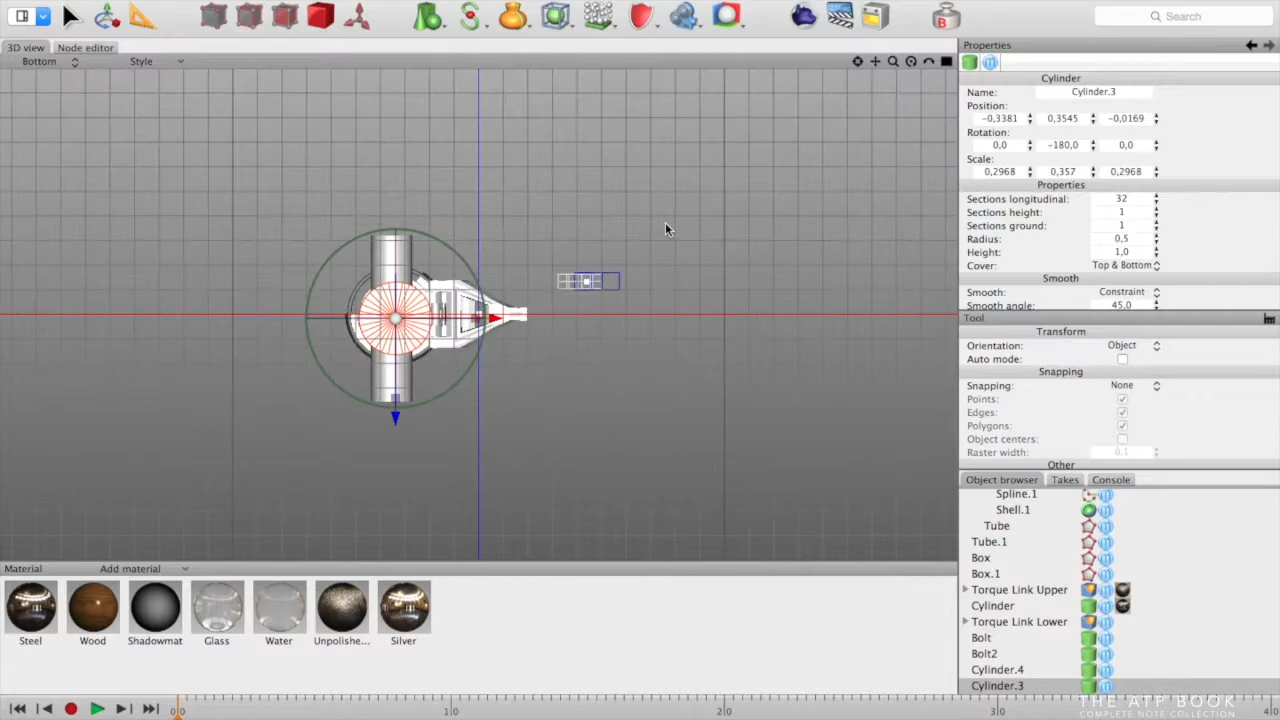 Search
3D view Node editor
Bottom Style
Properties
Cylinder
Name: Cylinder.3
Position:
-0,3381 0,3545 -0,0169
Rotation:
0,0 -180,0 0,0
Scale:
0,2968 0,357 0,2968
Properties
Sections longitudinal: 32
Sections height: 1
Sections ground: 1
Radius: 0,5
Height: 1,0
Cover: Top & Bottom
Smooth
Smooth: Constraint
Smooth angle: 45,0
Tool
Transform
Orientation: Object
Auto mode:
Snapping
Snapping: None
Points:
Edges:
Polygons:
Object centers:
Raster width: 0,1
Other
Object browser Takes Console
Spline.1
Shell.1
Tube
Tube.1
Box
Box.1
Torque Link Upper
Cylinder
Torque Link Lower
Bolt
Bolt2
Cylinder.4
Cylinder.3
Material Add material
Steel Wood Shadowmat Glass Water Unpolishe... Silver
0,0 1,0 2,0 3,0 4,0
THE ATP BOOK
COMPLETE NOTE COLLECTION